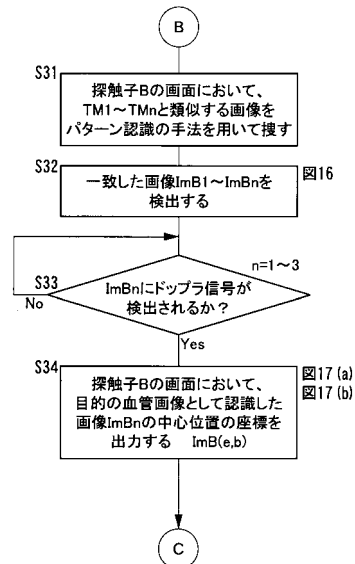 B
S31
探触子Bの画面において、
TM1～TMnと類似する画像を
パターン認識の手法を用いて捜す
S32
図16
一致した画像ImB1～ImBnを
検出する
n=1～3
S33
ImBnにドップラ信号が
検出されるか？
No
Yes
S34
図17(a)
図17(b)
探触子Bの画面において、
目的の血管画像として認識した
画像ImBnの中心位置の座標を
出力する ImB(e,b)
C